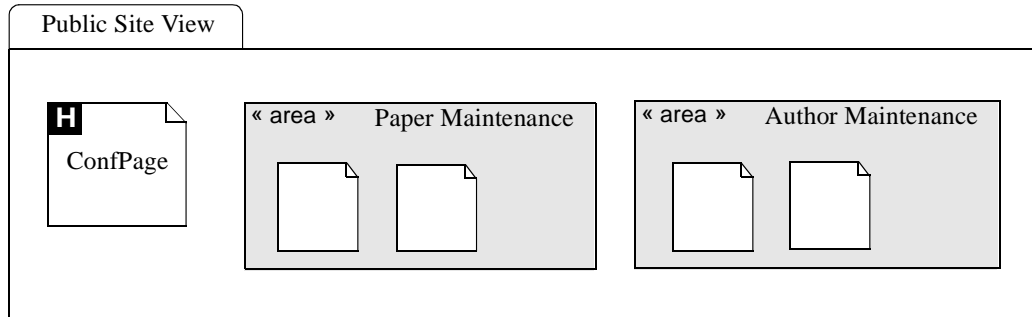 Public Site View
H
ConfPage
« area » Paper Maintenance
« area » Author Maintenance